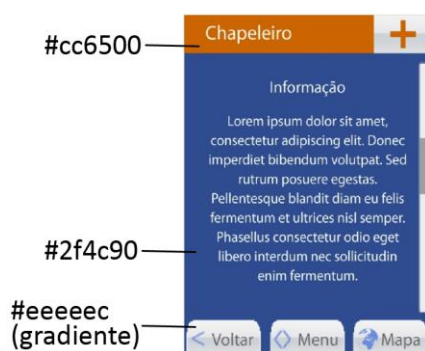 #cc6500
Chapeleiro
+
Informação
Lorem ipsum dolor sit amet,
consectetur adipiscing elit. Donec
imperdiet bibendum volutpat. Sed
rutrum posuere egestas.
Pellentesque blandit diam eu felis
fermentum et ultrices nisl semper.
Phasellus consectetur odio eget
libero interdum nec sollicitudin
enim fermentum.
#2f4c90
#eeeeec
(gradiente)
< Voltar
Menu
Mapa